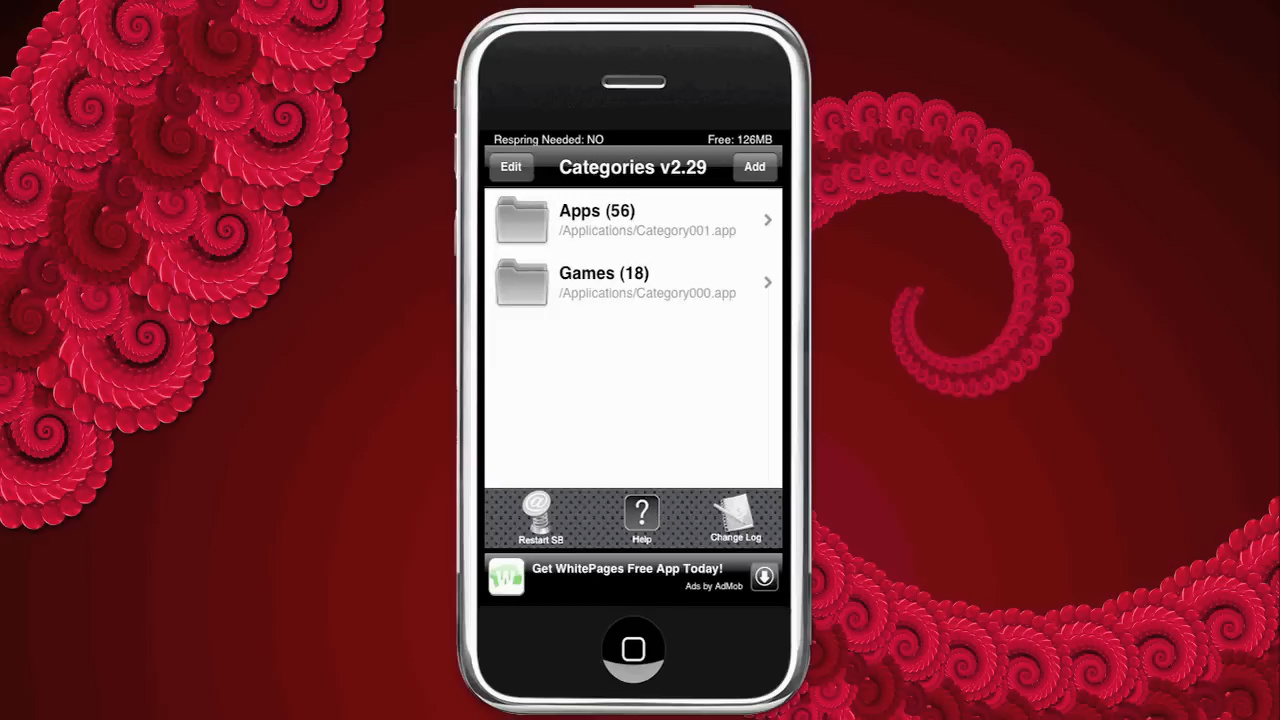 Respring Needed: NO
Free: 126MB
Edit
Categories v2.29
Add
Apps (56)
/Applications/Category001.app
Games (18)
/Applications/Category000.app
@
?
Restart SB
Help
Change Log
W
Get WhitePages Free App Today!
Ads by AdMob